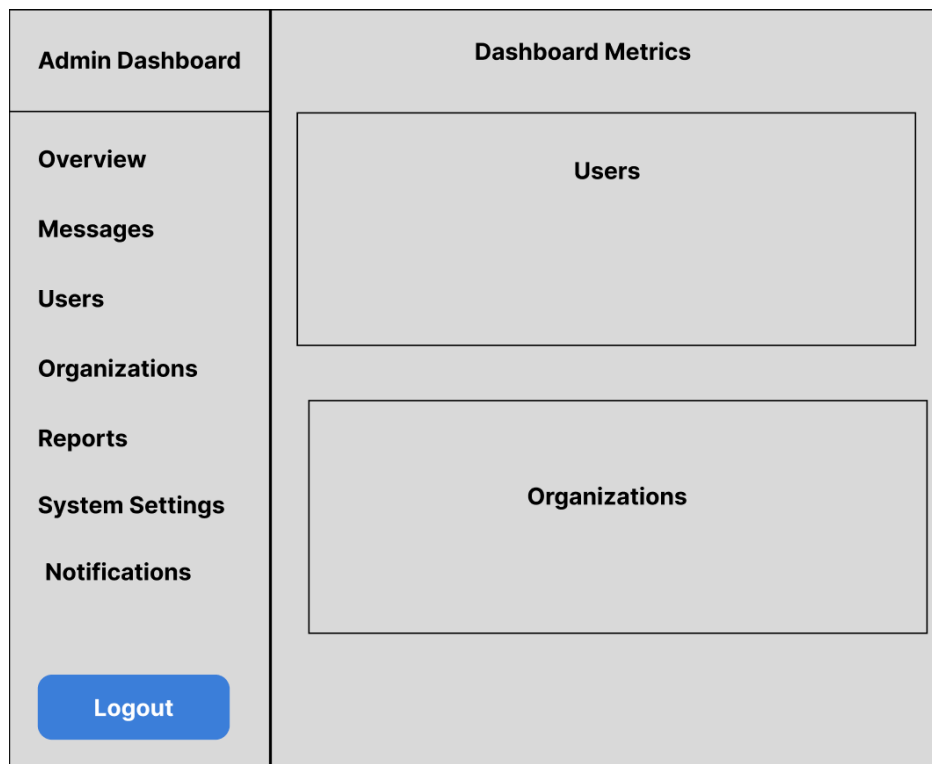 Admin Dashboard
Overview
Messages
Users
Organizations
Reports
System Settings
Notifications
Logout
Dashboard Metrics
Users
Organizations